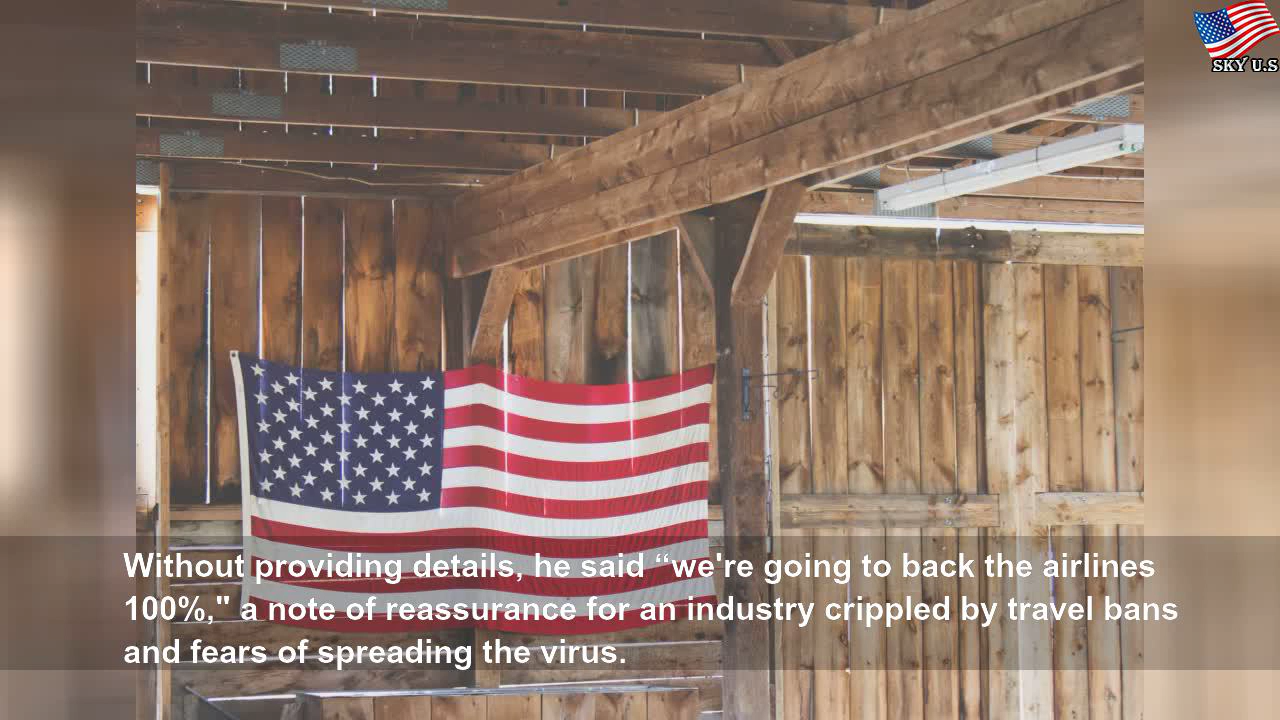 SKY U.S
Without providing details, he said “we're going to back the airlines
100%," a note of reassurance for an industry crippled by travel bans
and fears of spreading the virus.